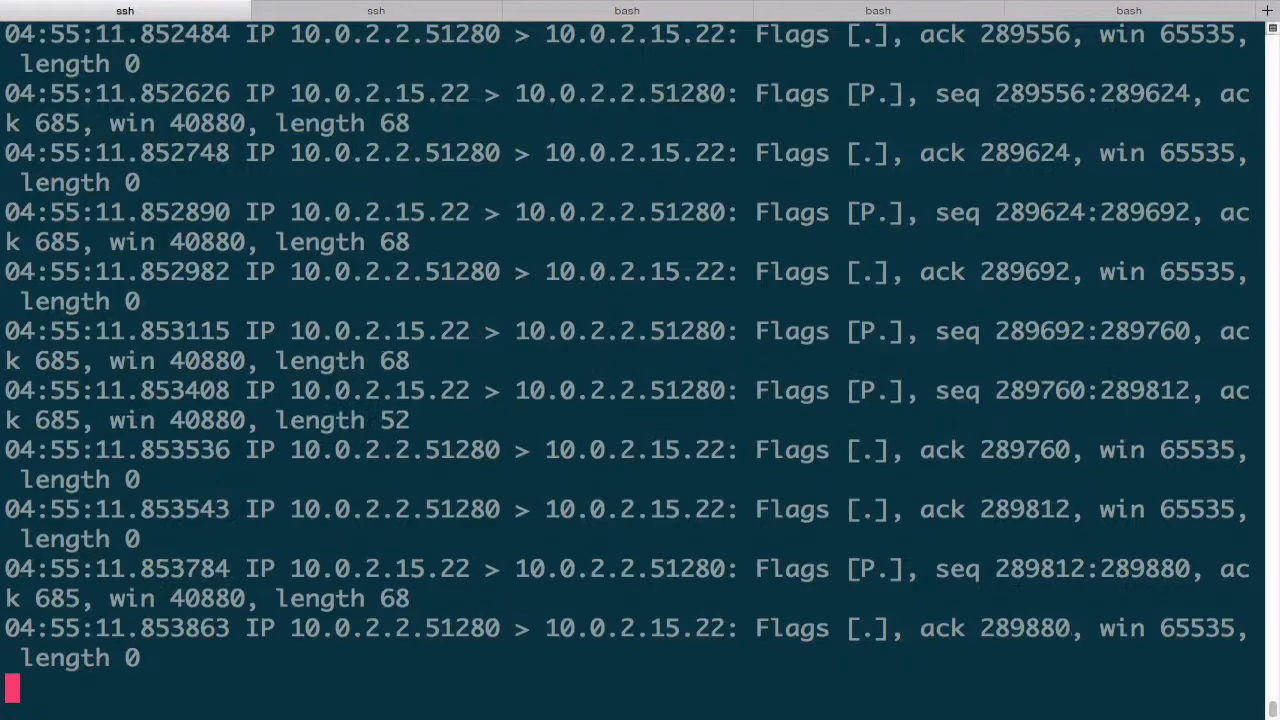 ssh ssh bash bash bash +
04:55:11.852484 IP 10.0.2.2.51280 > 10.0.2.15.22: Flags [.], ack 289556, win 65535,
 length 0
04:55:11.852626 IP 10.0.2.15.22 > 10.0.2.2.51280: Flags [P.], seq 289556:289624, ac
k 685, win 40880, length 68
04:55:11.852748 IP 10.0.2.2.51280 > 10.0.2.15.22: Flags [.], ack 289624, win 65535,
 length 0
04:55:11.852890 IP 10.0.2.15.22 > 10.0.2.2.51280: Flags [P.], seq 289624:289692, ac
k 685, win 40880, length 68
04:55:11.852982 IP 10.0.2.2.51280 > 10.0.2.15.22: Flags [.], ack 289692, win 65535,
 length 0
04:55:11.853115 IP 10.0.2.15.22 > 10.0.2.2.51280: Flags [P.], seq 289692:289760, ac
k 685, win 40880, length 68
04:55:11.853408 IP 10.0.2.15.22 > 10.0.2.2.51280: Flags [P.], seq 289760:289812, ac
k 685, win 40880, length 52
04:55:11.853536 IP 10.0.2.2.51280 > 10.0.2.15.22: Flags [.], ack 289760, win 65535,
 length 0
04:55:11.853543 IP 10.0.2.2.51280 > 10.0.2.15.22: Flags [.], ack 289812, win 65535,
 length 0
04:55:11.853784 IP 10.0.2.15.22 > 10.0.2.2.51280: Flags [P.], seq 289812:289880, ac
k 685, win 40880, length 68
04:55:11.853863 IP 10.0.2.2.51280 > 10.0.2.15.22: Flags [.], ack 289880, win 65535,
 length 0